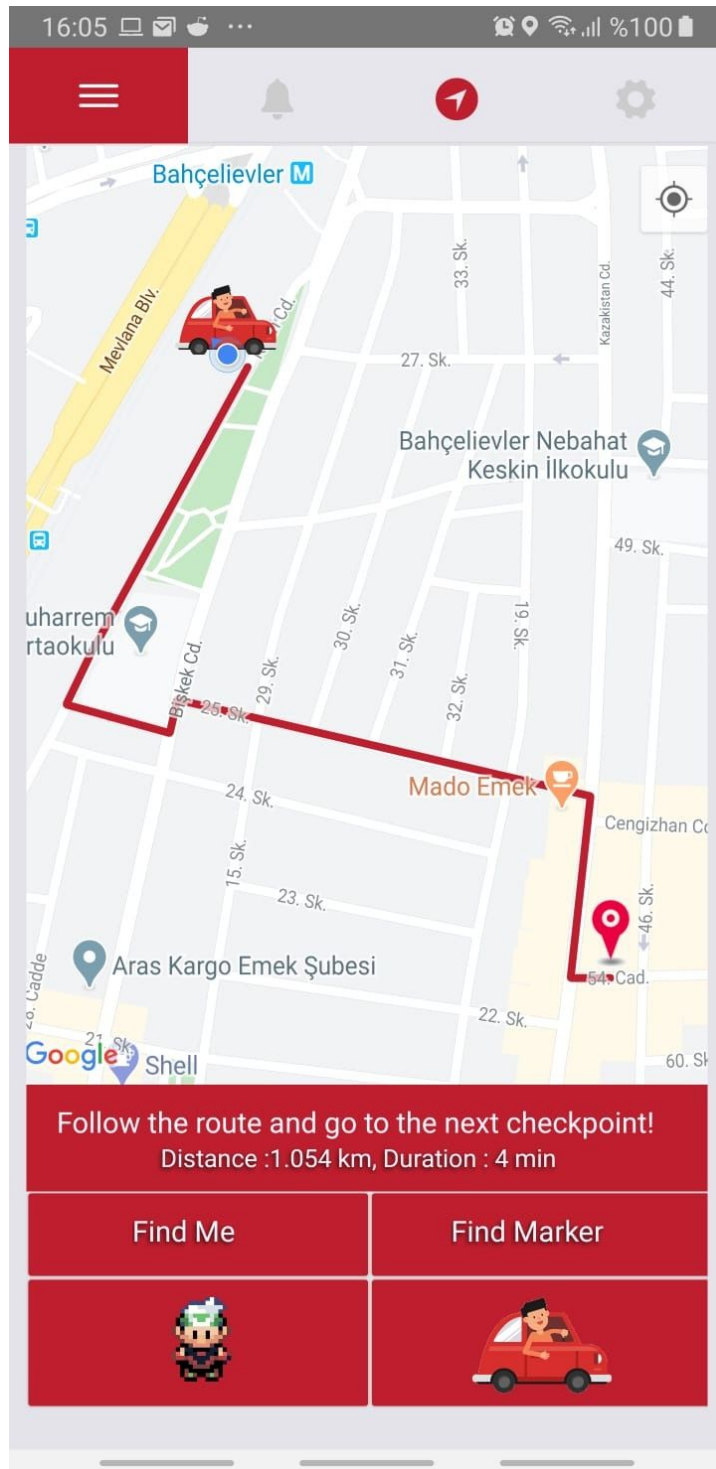 16:05
%100
Bahçelievler M
Mevlana Blv.
Cd.
33. Sk.
Kazakistan Cd.
44. Sk.
27. Sk.
Bahçelievler Nebahat
Keskin İlkokulu
49. Sk.
uharrem
rtaokulu
Bişkek Cd.
25. Sk.
29. Sk.
30. Sk.
31. Sk.
32. Sk.
19. Sk.
24. Sk.
Mado Emek
Cengizhan Cc
15. Sk.
23. Sk.
46. Sk.
54. Cad.
Aras Kargo Emek Şubesi
Cadde
22. Sk.
21. Sk.
Google
Shell
60. Sk
Follow the route and go to the next checkpoint!
Distance :1.054 km, Duration : 4 min
Find Me
Find Marker